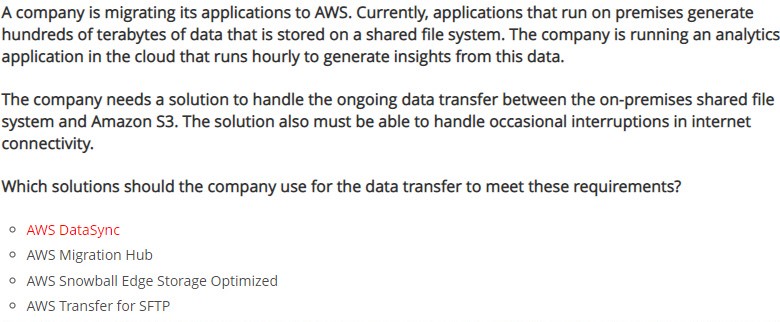 A company is migrating its applications to AWS. Currently, applications that run on premises generate
hundreds of terabytes of data that is stored on a shared file system. The company is running an analytics
application in the cloud that runs hourly to generate insights from this data.
The company needs a solution to handle the ongoing data transfer between the on-premises shared file
system and Amazon S3. The solution also must be able to handle occasional interruptions in internet
connectivity.
Which solutions should the company use for the data transfer to meet these requirements?
AWS DataSync
AWS Migration Hub
AWS Snowball Edge Storage Optimized
AWS Transfer for SFTP